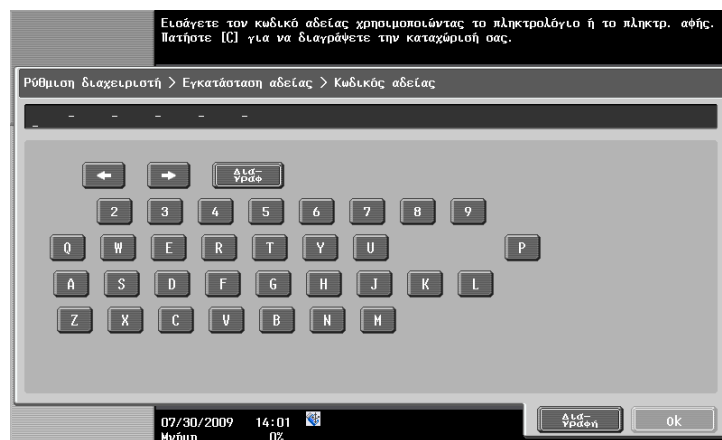 Εισάγετε τον κωδικό αδείας χρησιμοποιώντας το πληκτρολόγιο ή το πληκτρ. αφής.
Πατήστε [C] για να διαγράψετε την καταχώρισή σας.
Ρύθμιση διαχειριστή > Εγκατάσταση αδείας > Κωδικός αδείας
_ - - - - -
← → Δια-
γραφ
2 3 4 5 6 7 8 9
Q W E R T Y U P
A S D F G H J K L
Z X C V B N M
07/30/2009 14:01
Μνήμη 0%
Δια-
γραφή ok